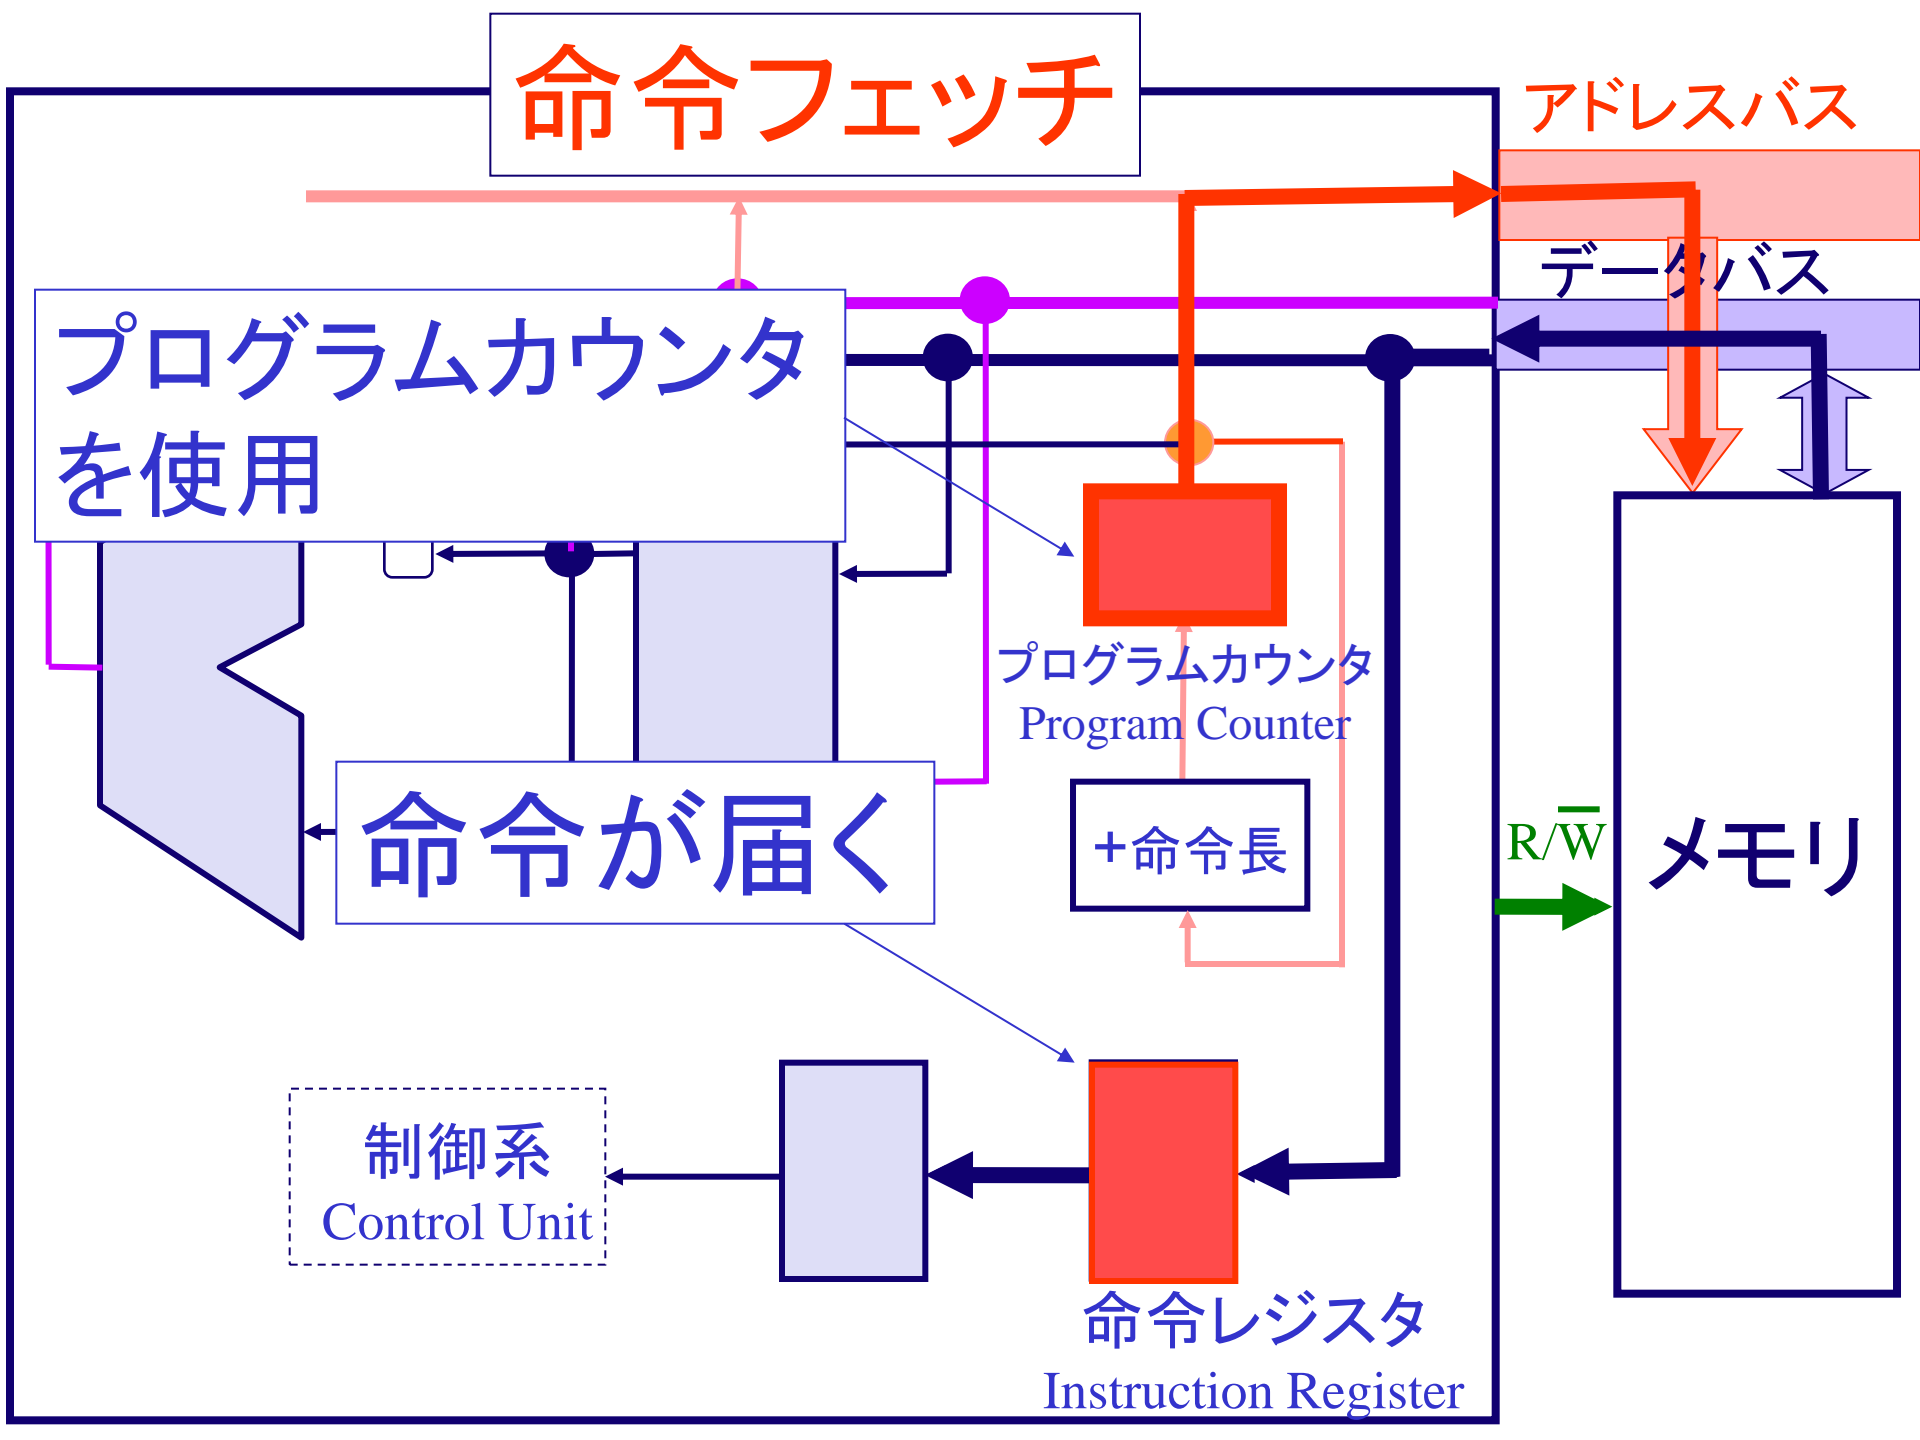 命令フェッチ
アドレスバス
データバス
プログラムカウンタ
を使用
プログラムカウンタ
Program Counter
命令が届く
+命令長
R/W̅
メモリ
制御系
Control Unit
命令レジスタ
Instruction Register